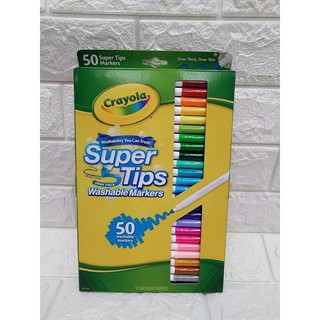 50 Super Tips
Markers
Draw Thick, Draw Thin
Crayola
Washability You Can Trust
Super
Tips
Washable Markers
50
washable
markers